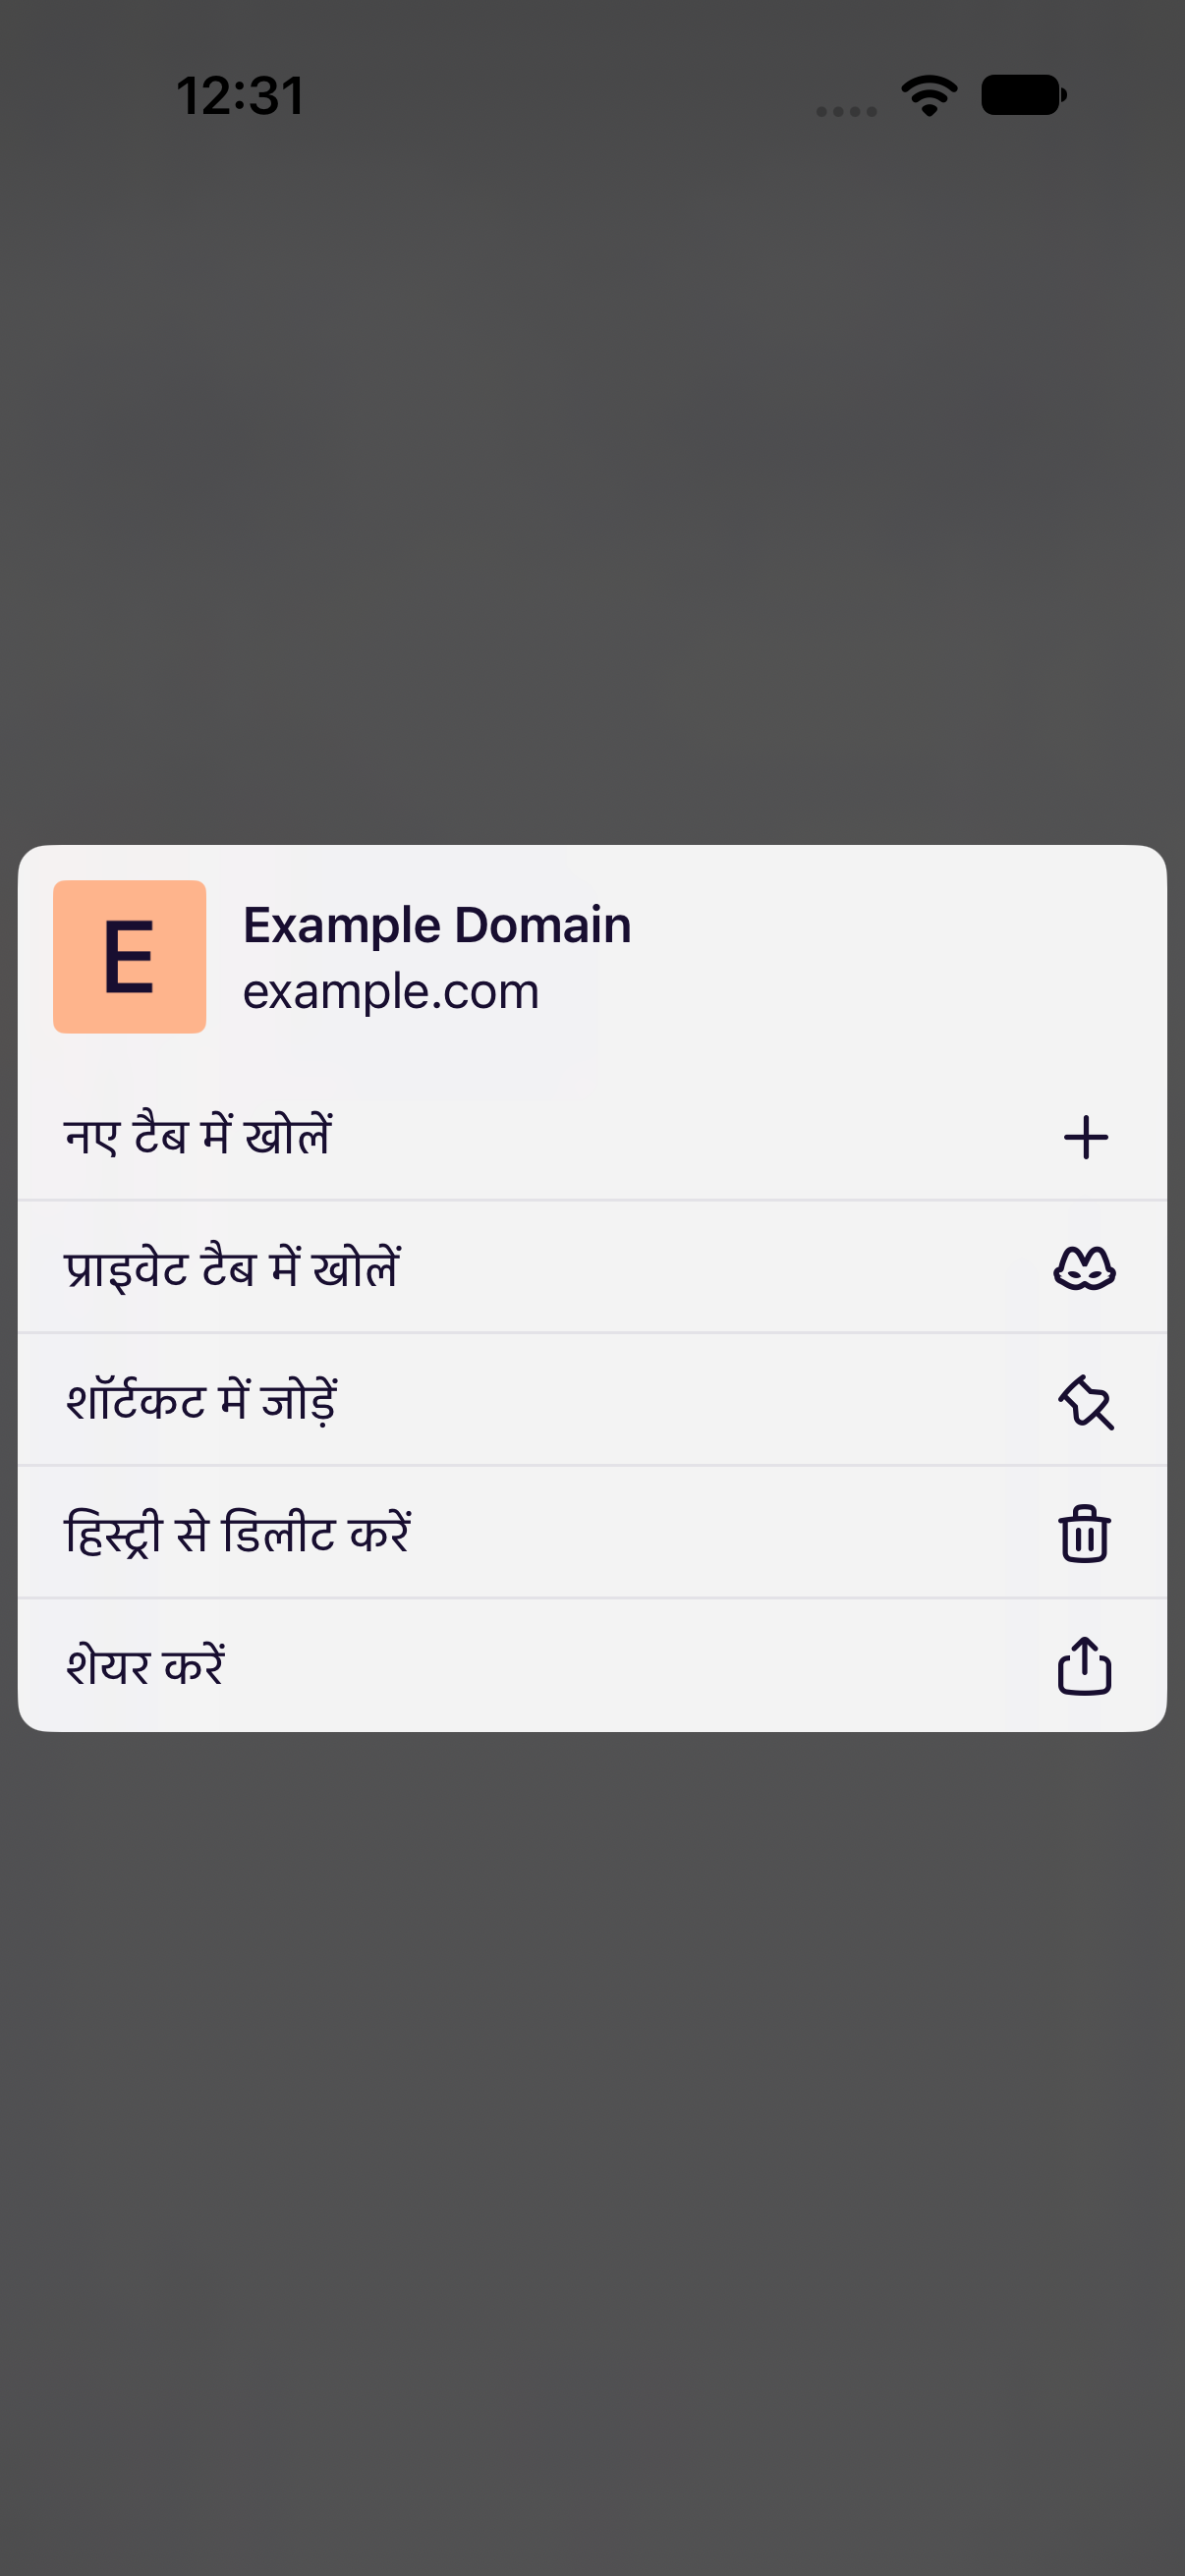 12:31
E
Example Domain
example.com
नए टैब में खोलें
प्राइवेट टैब में खोलें
शॉर्टकट में जोड़ें
हिस्ट्री से डिलीट करें
शेयर करें